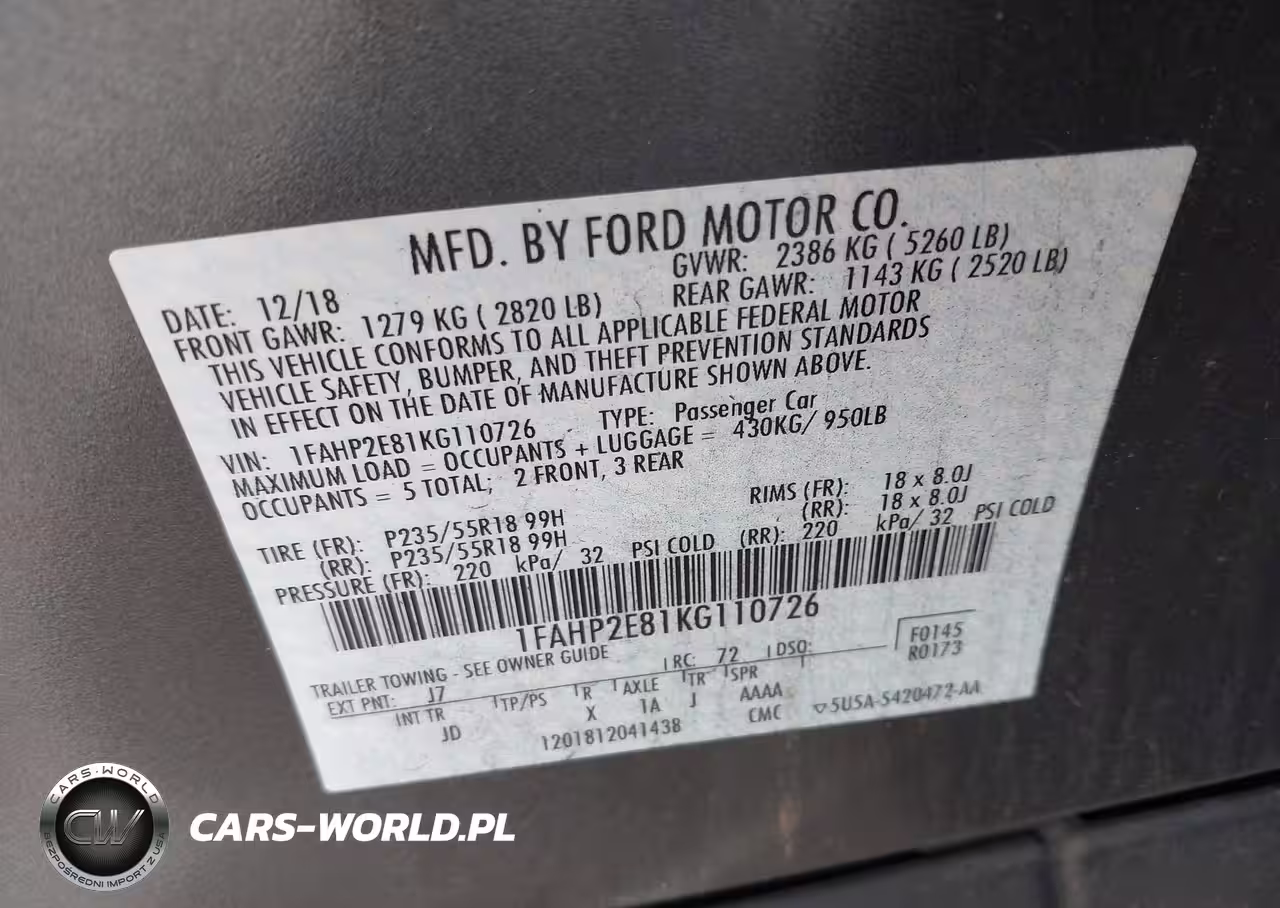 MFD. BY FORD MOTOR CO.
DATE: 12/18 GVWR: 2386 KG ( 5260 LB)
FRONT GAWR: 1279 KG ( 2820 LB) REAR GAWR: 1143 KG ( 2520 LB)
THIS VEHICLE CONFORMS TO ALL APPLICABLE FEDERAL MOTOR
VEHICLE SAFETY, BUMPER, AND THEFT PREVENTION STANDARDS
IN EFFECT ON THE DATE OF MANUFACTURE SHOWN ABOVE.
VIN: 1FAHP2E81KG110726 TYPE: Passenger Car
MAXIMUM LOAD = OCCUPANTS + LUGGAGE = 430KG/ 950LB
OCCUPANTS = 5 TOTAL; 2 FRONT, 3 REAR
TIRE (FR): P235/55R18 99H RIMS (FR): 18 x 8.0J
(RR): P235/55R18 99H (RR): 18 x 8.0J
PRESSURE (FR): 220 kPa/ 32 PSI COLD (RR): 220 kPa/ 32 PSI COLD
1FAHP2E81KG110726
TRAILER TOWING - SEE OWNER GUIDE F0145
EXT PNT: J7 RC: 72 DSO: R0173
INT TR TP/PS R AXLE TR SPR
JD X 1A J AAAA
1201812041438 CMC ▽5U5A-5420472-AA
CARS-WORLD
CW
BEZPOŚREDNI IMPORT Z USA
CARS-WORLD.PL